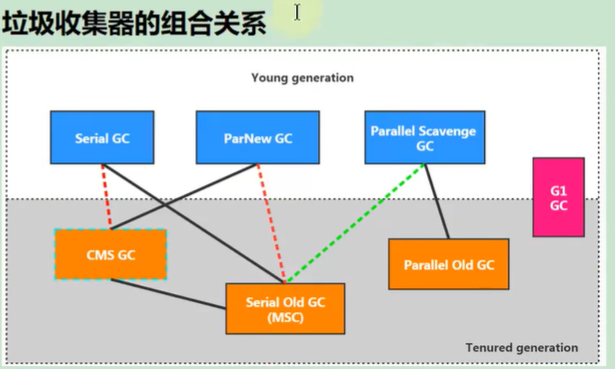 垃圾收集器的组合关系
Young generation
Serial GC
ParNew GC
Parallel Scavenge
GC
G1
GC
CMS GC
Parallel Old GC
Serial Old GC
(MSC)
Tenured generation